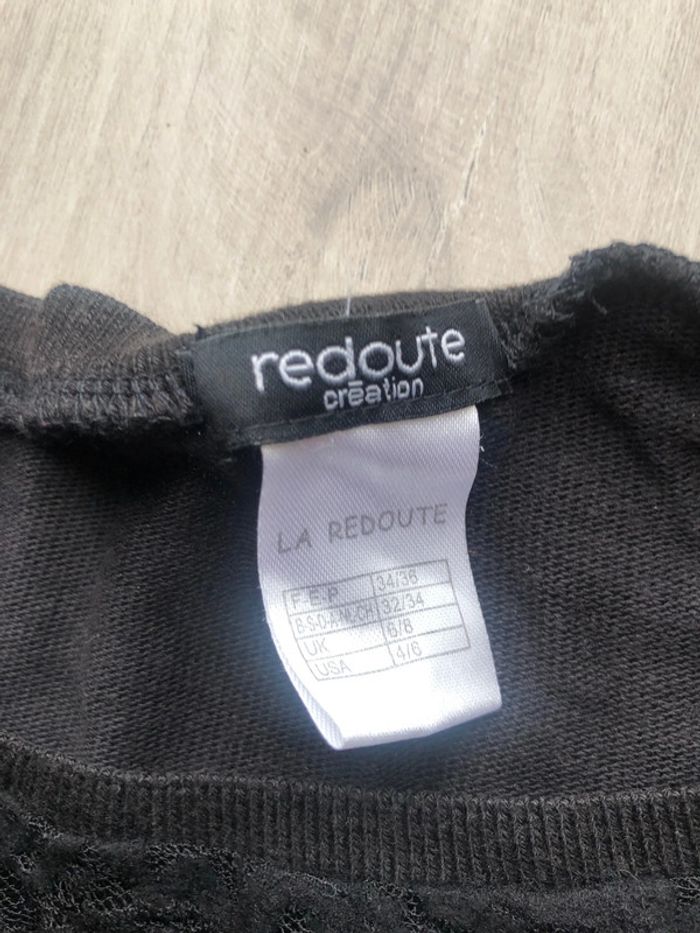 redoute
création
LA REDOUTE
F-E.P 34/36
B-S-D-A-NL-CH 32/34
UK 6/8
USA 4/6